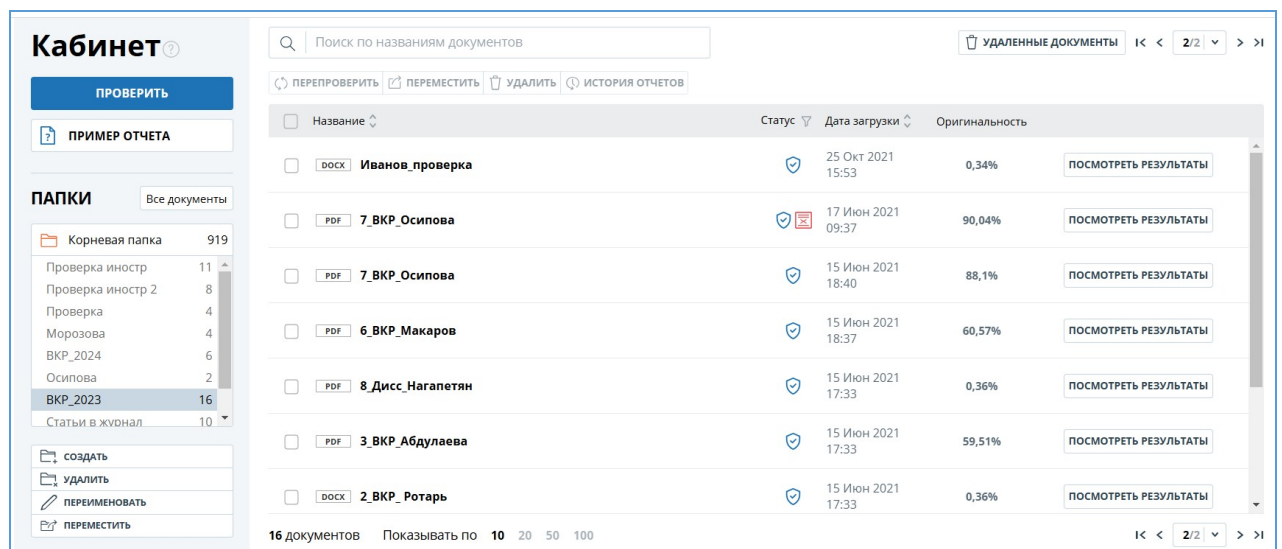 Кабинет ?
Поиск по названиям документов
УДАЛЕННЫЕ ДОКУМЕНТЫ
2/2
ПРОВЕРИТЬ
? ПРИМЕР ОТЧЕТА
ПЕРЕПРОВЕРИТЬ ПЕРЕМЕСТИТЬ УДАЛИТЬ ИСТОРИЯ ОТЧЕТОВ
Название Статус Дата загрузки Оригинальность
DOCX Иванов_проверка 25 Окт 2021 15:53 0,34% ПОСМОТРЕТЬ РЕЗУЛЬТАТЫ
PDF 7_ВКР_Осипова 17 Июн 2021 09:37 90,04% ПОСМОТРЕТЬ РЕЗУЛЬТАТЫ
PDF 7_ВКР_Осипова 15 Июн 2021 18:40 88,1% ПОСМОТРЕТЬ РЕЗУЛЬТАТЫ
PDF 6_ВКР_Макаров 15 Июн 2021 18:37 60,57% ПОСМОТРЕТЬ РЕЗУЛЬТАТЫ
PDF 8_Дисс_Нагапетян 15 Июн 2021 17:33 0,36% ПОСМОТРЕТЬ РЕЗУЛЬТАТЫ
PDF 3_ВКР_Абдулаева 15 Июн 2021 17:33 59,51% ПОСМОТРЕТЬ РЕЗУЛЬТАТЫ
DOCX 2_ВКР_ Ротарь 15 Июн 2021 17:33 0,36% ПОСМОТРЕТЬ РЕЗУЛЬТАТЫ
ПАПКИ Все документы
Корневая папка 919
Проверка иностр 11
Проверка иностр 2 8
Проверка 4
Морозова 4
ВКР_2024 6
Осипова 2
ВКР_2023 16
Статьи в журнал 10
СОЗДАТЬ
УДАЛИТЬ
ПЕРЕИМЕНОВАТЬ
ПЕРЕМЕСТИТЬ
16 документов Показывать по 10 20 50 100
2/2